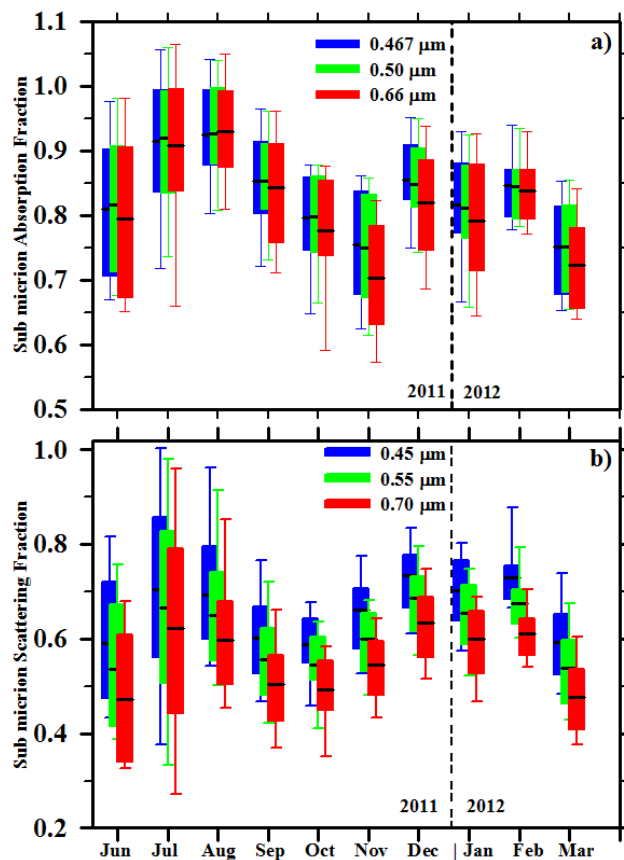 1.1
a)
0.467 μm
0.50 μm
0.66 μm
1.0
0.9
0.8
0.7
0.6
0.5
Sub micron Absorption Fraction
2011
2012
b)
0.45 μm
0.55 μm
0.70 μm
1.0
0.8
0.6
0.4
0.2
Sub micron Scattering Fraction
2011
2012
Jun Jul Aug Sep Oct Nov Dec | Jan Feb Mar